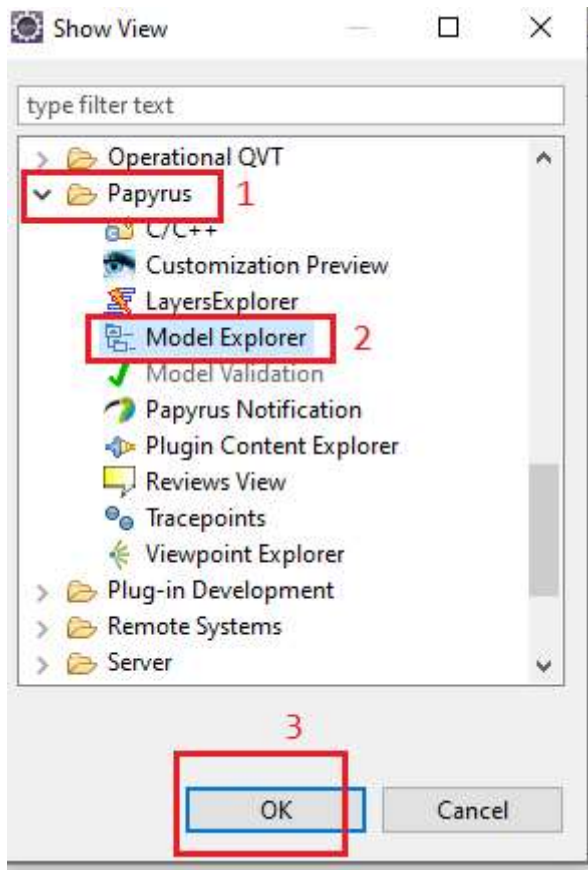 Show View
type filter text
Operational QVT
Papyrus 1
C/C++
Customization Preview
LayersExplorer
Model Explorer 2
Model Validation
Papyrus Notification
Plugin Content Explorer
Reviews View
Tracepoints
Viewpoint Explorer
Plug-in Development
Remote Systems
Server
3
OK Cancel